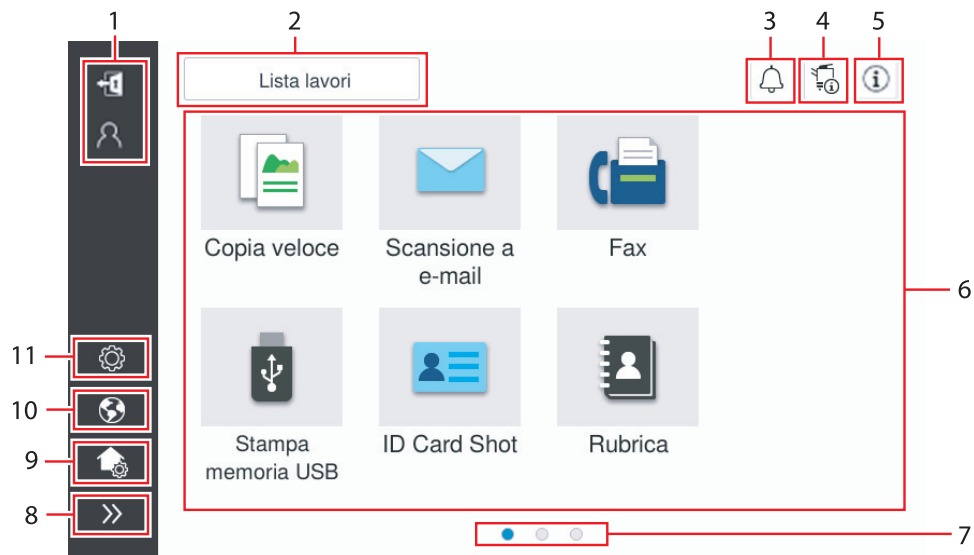 1
2
3
4
5
Lista lavori
Copia veloce
Scansione a
e-mail
Fax
6
11
10
Stampa
memoria USB
ID Card Shot
Rubrica
9
8
7